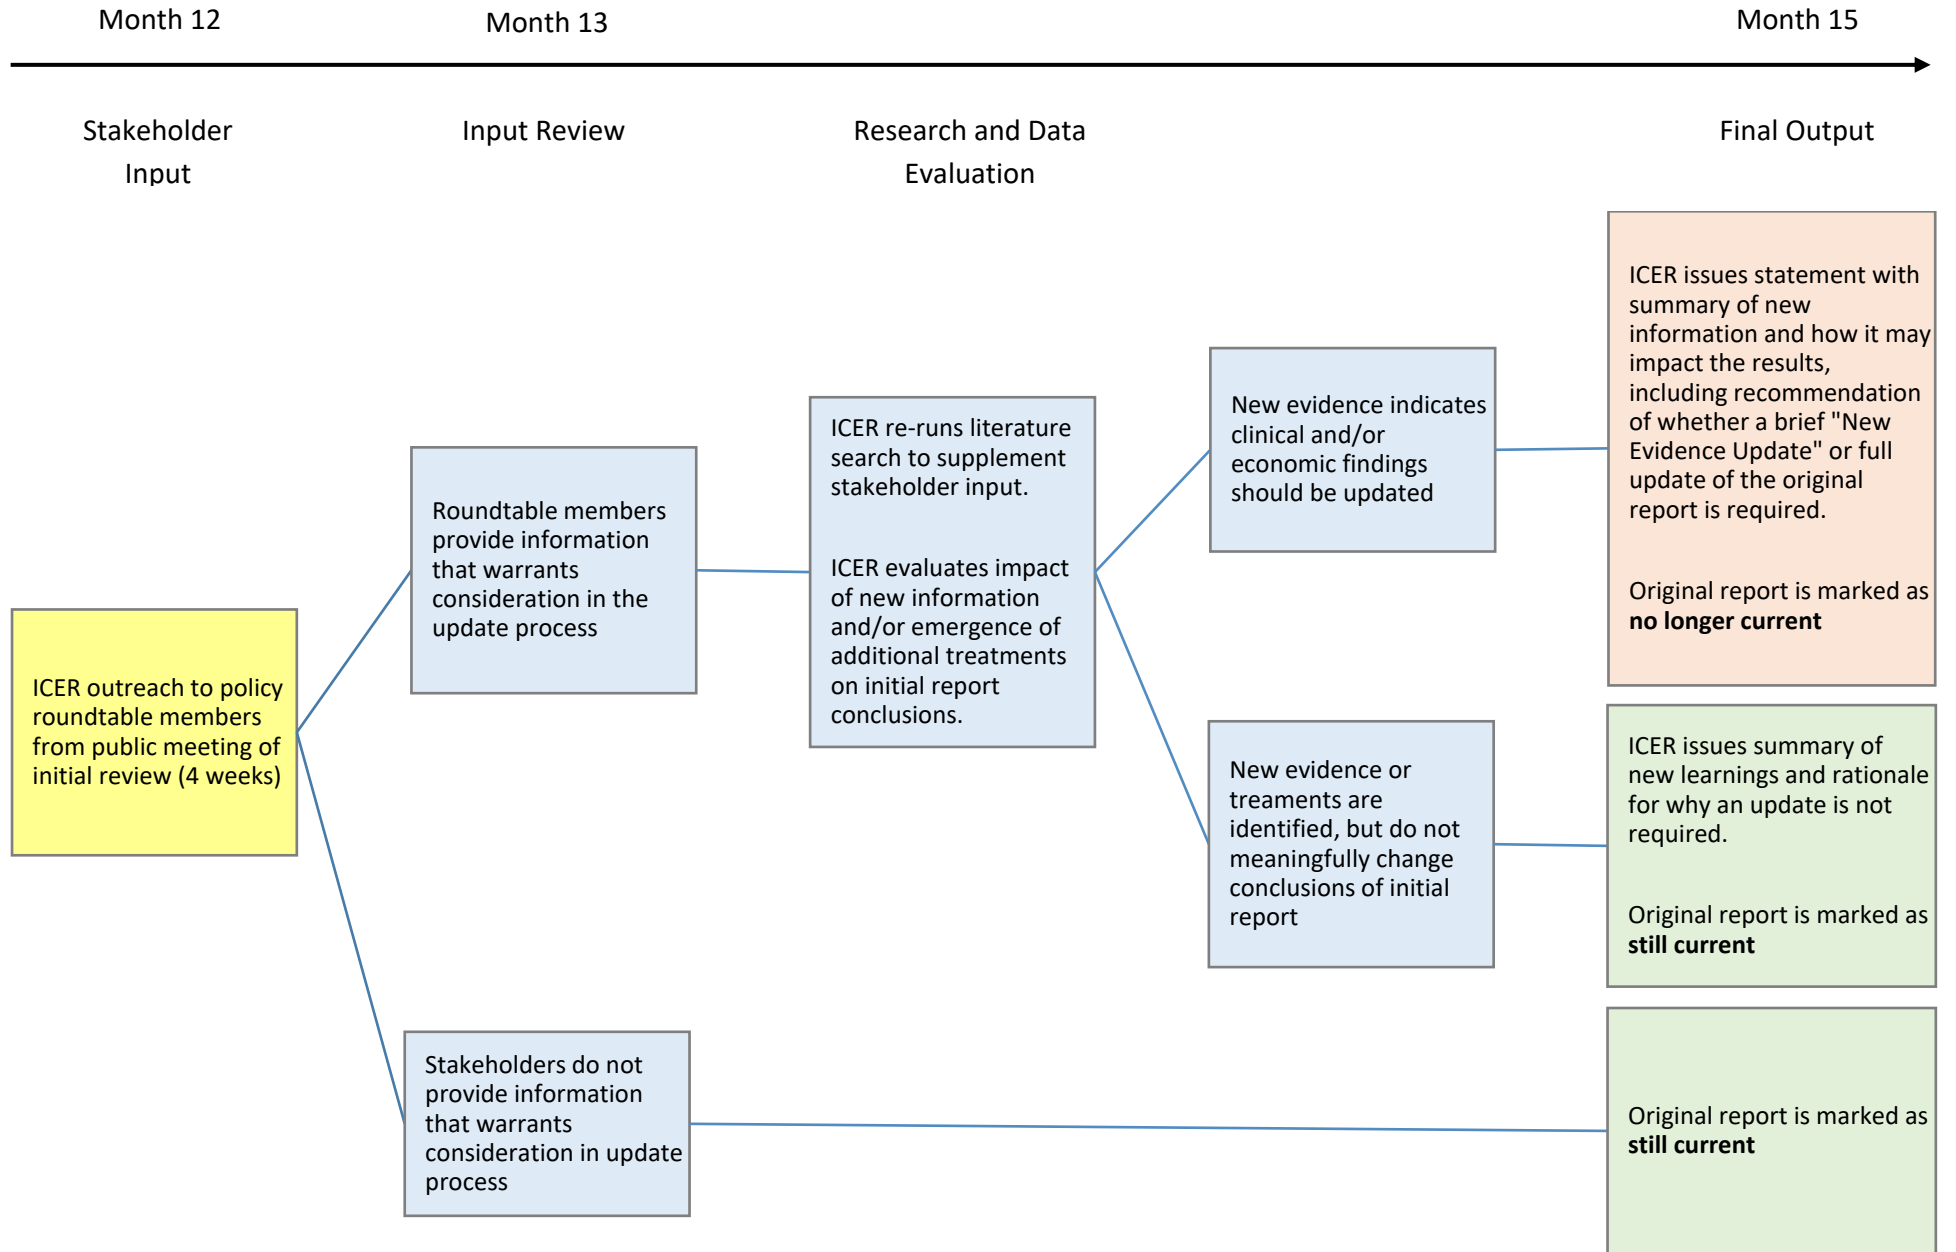 Month 12
Month 13
Month 15
Stakeholder
Input
Input Review
Research and Data
Evaluation
Final Output
ICER outreach to policy
roundtable members
from public meeting of
initial review (4 weeks)
Roundtable members
provide information
that warrants
consideration in the
update process
Stakeholders do not
provide information
that warrants
consideration in update
process
ICER re-runs literature
search to supplement
stakeholder input.
ICER evaluates impact
of new information
and/or emergence of
additional treatments
on initial report
conclusions.
New evidence indicates
clinical and/or
economic findings
should be updated
New evidence or
treaments are
identified, but do not
meaningfully change
conclusions of initial
report
ICER issues statement with
summary of new
information and how it may
impact the results,
including recommendation
of whether a brief "New
Evidence Update" or full
update of the original
report is required.
Original report is marked as
no longer current
ICER issues summary of
new learnings and rationale
for why an update is not
required.
Original report is marked as
still current
Original report is marked as
still current